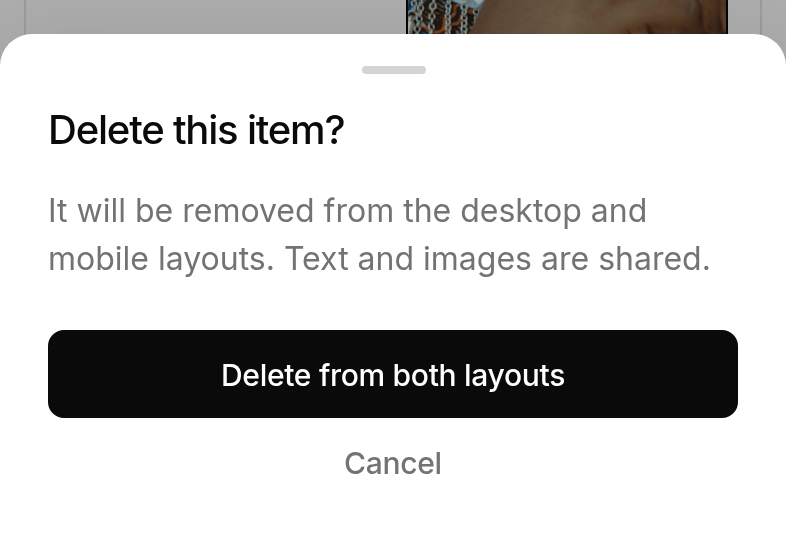 Delete this item?
It will be removed from the desktop and
mobile layouts. Text and images are shared.
Delete from both layouts
Cancel